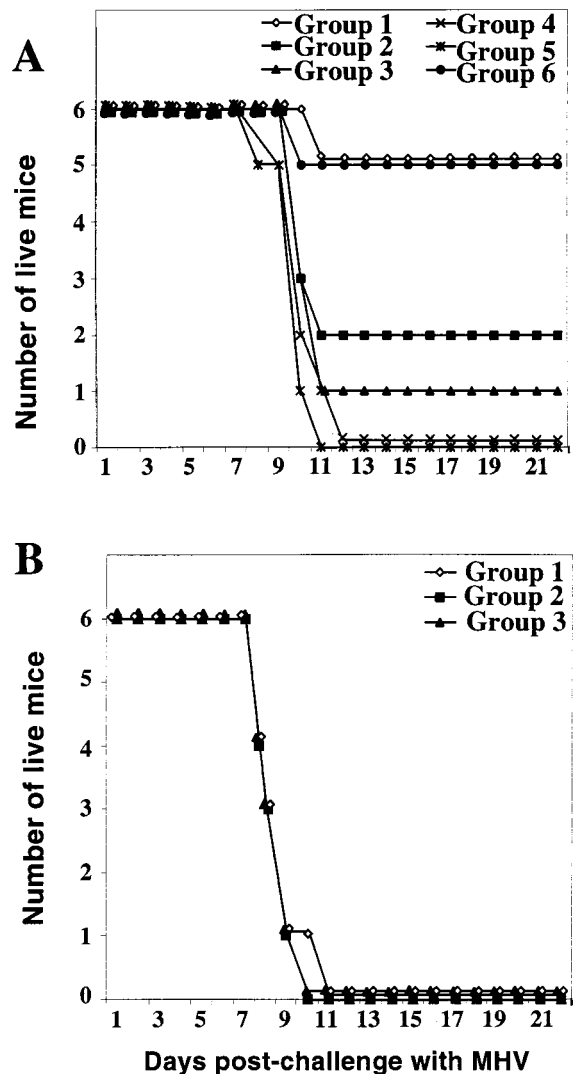 A
Group 1
Group 2
Group 3
Group 4
Group 5
Group 6
Number of live mice
6
5
4
3
2
1
0
1 3 5 7 9 11 13 15 17 19 21
B
Group 1
Group 2
Group 3
Number of live mice
6
5
4
3
2
1
0
1 3 5 7 9 11 13 15 17 19 21
Days post-challenge with MHV